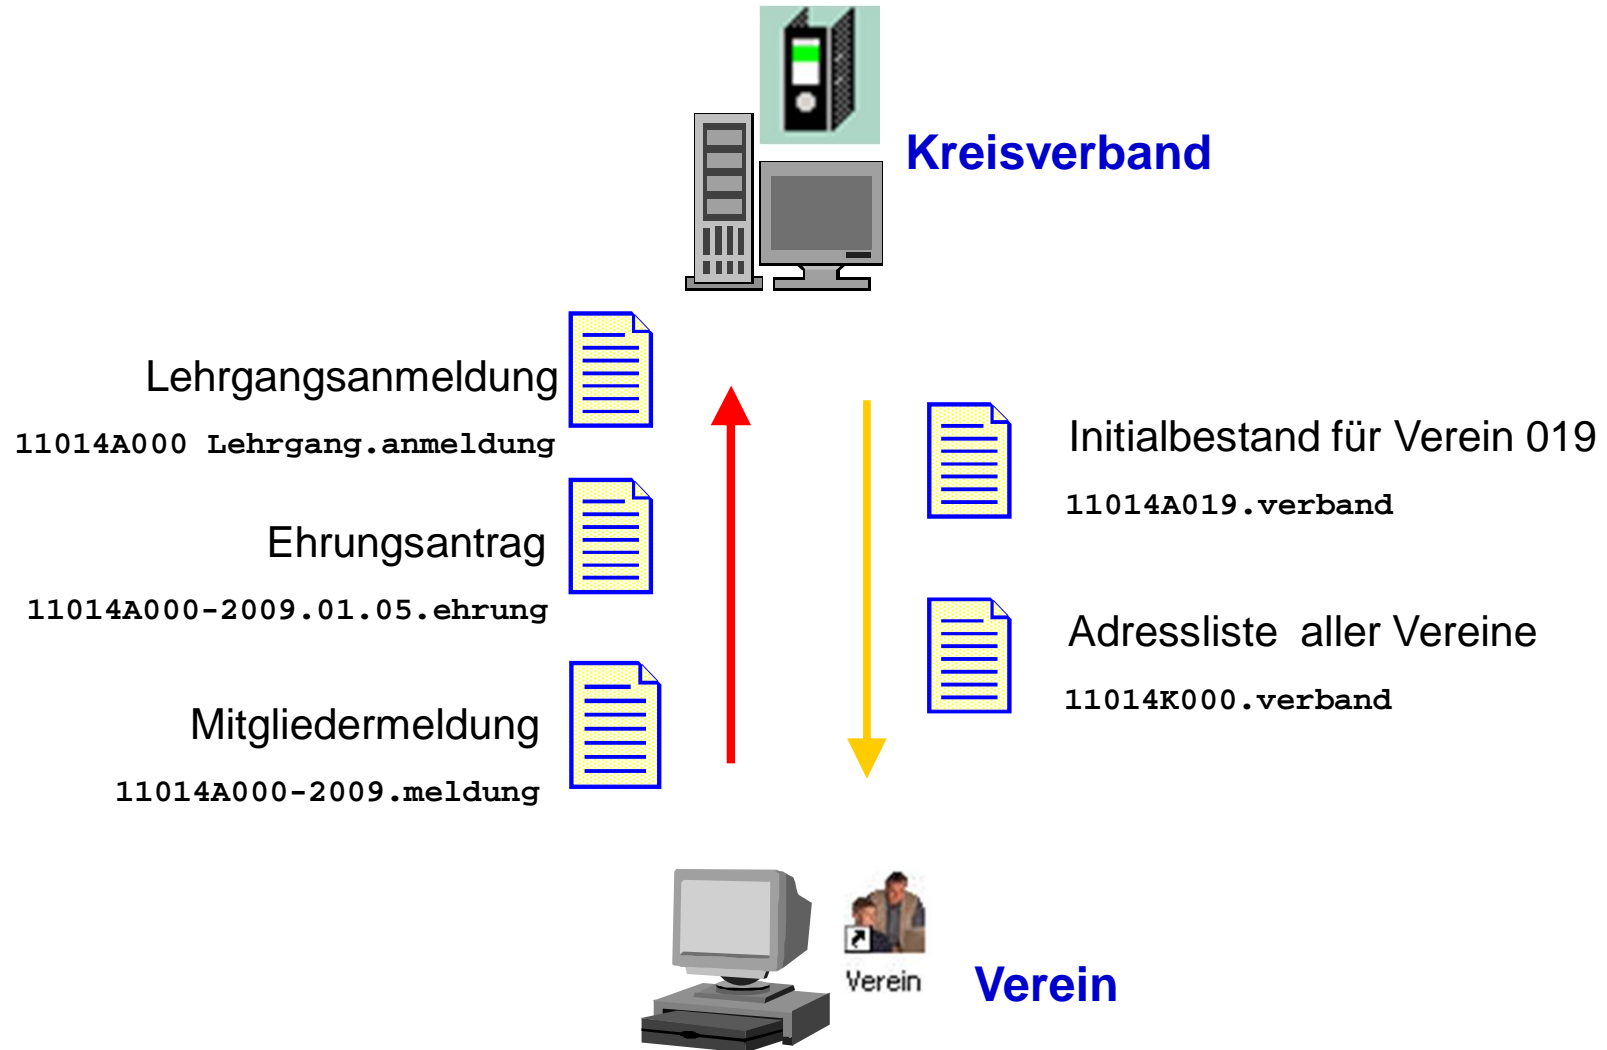 Kreisverband
Lehrgangsanmeldung
11014A000 Lehrgang.anmeldung
Ehrungsantrag
11014A000-2009.01.05.ehrung
Mitgliedermeldung
11014A000-2009.meldung
Initialbestand für Verein 019
11014A019.verband
Adressliste aller Vereine
11014K000.verband
Verein
Verein